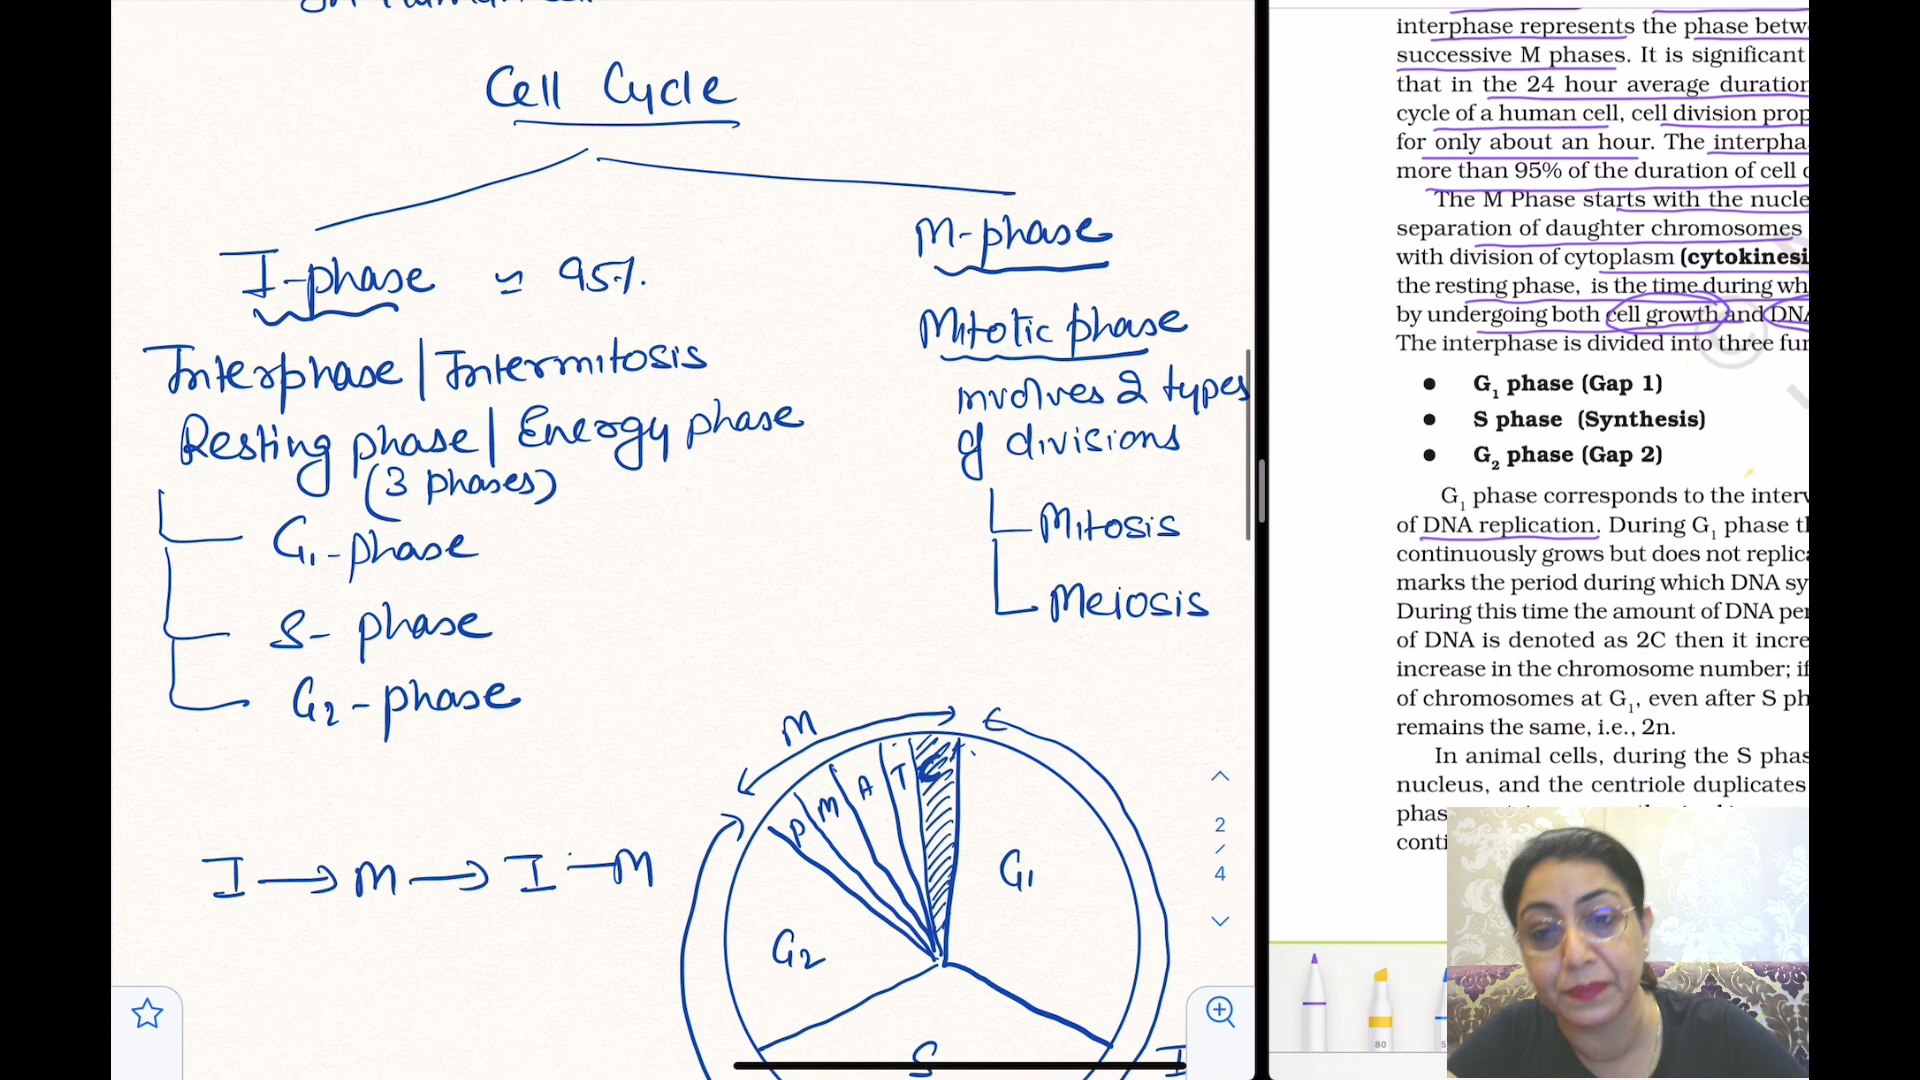 Cell Cycle
I-phase ≃ 95%.
M-phase
Interphase | Intermitosis
Resting phase | Energy phase
(3 phases)
G₁-phase
S- phase
G₂-phase
Mitotic phase
involves 2 types
of divisions
Mitosis
Meiosis
I → M → I — M
M
P M A T C
G₁
G₂
S
I
2
/
4
interphase represents the phase betw
successive M phases. It is significant
that in the 24 hour average duration
cycle of a human cell, cell division prop
for only about an hour. The interpha
more than 95% of the duration of cell c
The M Phase starts with the nucle
separation of daughter chromosomes
with division of cytoplasm (cytokinesi
the resting phase, is the time during wh
by undergoing both cell growth and DNA
The interphase is divided into three fun
● G₁ phase (Gap 1)
● S phase (Synthesis)
● G₂ phase (Gap 2)
G₁ phase corresponds to the interv
of DNA replication. During G₁ phase th
continuously grows but does not replica
marks the period during which DNA sy
During this time the amount of DNA per
of DNA is denoted as 2C then it incre
increase in the chromosome number; if
of chromosomes at G₁, even after S ph
remains the same, i.e., 2n.
In animal cells, during the S phas
nucleus, and the centriole duplicates
phas
conti
80